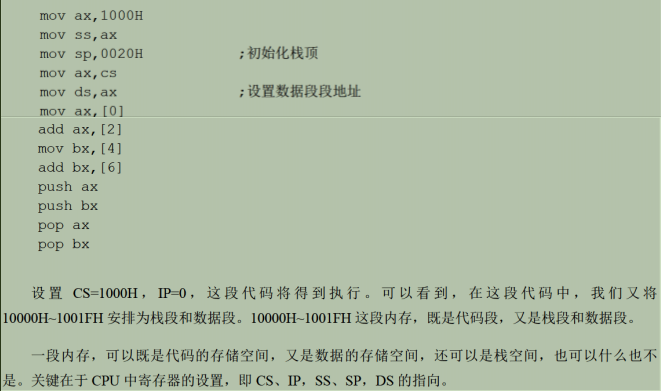 mov ax,1000H
mov ss,ax
mov sp,0020H ;初始化栈顶
mov ax,cs
mov ds,ax ;设置数据段段地址
mov ax,[0]
add ax,[2]
mov bx,[4]
add bx,[6]
push ax
push bx
pop ax
pop bx
设置 CS=1000H，IP=0，这段代码将得到执行。可以看到，在这段代码中，我们又将
10000H~1001FH 安排为栈段和数据段。10000H~1001FH 这段内存，既是代码段，又是栈段和数据段。
一段内存，可以既是代码的存储空间，又是数据的存储空间，还可以是栈空间，也可以什么也不
是。关键在于 CPU 中寄存器的设置，即 CS、IP，SS、SP，DS 的指向。